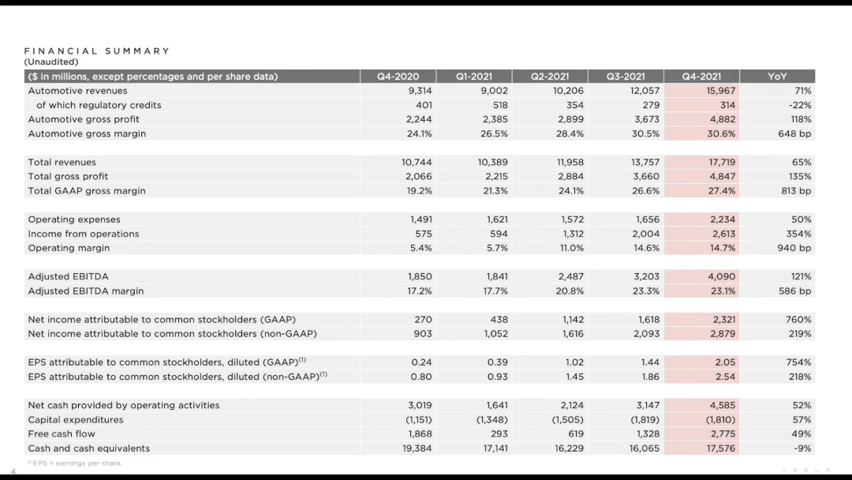 FINANCIAL SUMMARY
(Unaudited)
($ in millions, except percentages and per share data) Q4-2020 Q1-2021 Q2-2021 Q3-2021 Q4-2021 YoY
Automotive revenues 9,314 9,002 10,206 12,057 15,967 71%
of which regulatory credits 401 518 354 279 314 -22%
Automotive gross profit 2,244 2,385 2,899 3,673 4,882 118%
Automotive gross margin 24.1% 26.5% 28.4% 30.5% 30.6% 648 bp
Total revenues 10,744 10,389 11,958 13,757 17,719 65%
Total gross profit 2,066 2,215 2,884 3,660 4,847 135%
Total GAAP gross margin 19.2% 21.3% 24.1% 26.6% 27.4% 813 bp
Operating expenses 1,491 1,621 1,572 1,656 2,234 50%
Income from operations 575 594 1,312 2,004 2,613 354%
Operating margin 5.4% 5.7% 11.0% 14.6% 14.7% 940 bp
Adjusted EBITDA 1,850 1,841 2,487 3,203 4,090 121%
Adjusted EBITDA margin 17.2% 17.7% 20.8% 23.3% 23.1% 586 bp
Net income attributable to common stockholders (GAAP) 270 438 1,142 1,618 2,321 760%
Net income attributable to common stockholders (non-GAAP) 903 1,052 1,616 2,093 2,879 219%
EPS attributable to common stockholders, diluted (GAAP)(1) 0.24 0.39 1.02 1.44 2.05 754%
EPS attributable to common stockholders, diluted (non-GAAP)(1) 0.80 0.93 1.45 1.86 2.54 218%
Net cash provided by operating activities 3,019 1,641 2,124 3,147 4,585 52%
Capital expenditures (1,151) (1,348) (1,505) (1,819) (1,810) 57%
Free cash flow 1,868 293 619 1,328 2,775 49%
Cash and cash equivalents 19,384 17,141 16,229 16,065 17,576 -9%
(1)EPS = earnings per share.
4
TESLA